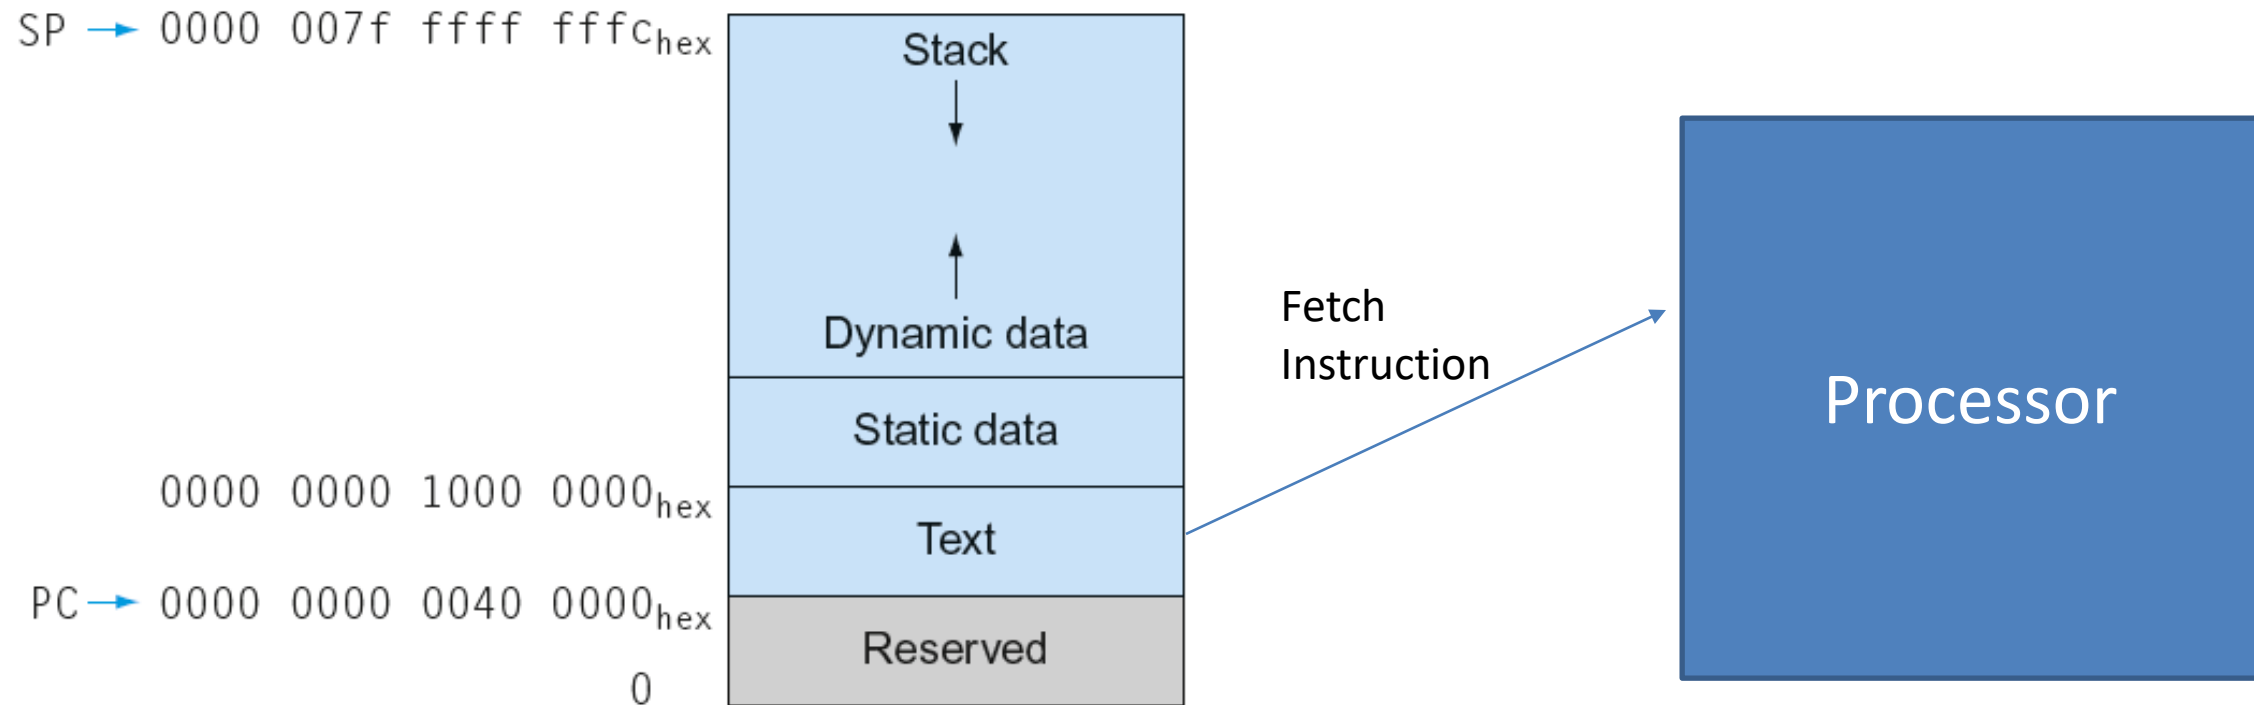 SP → 0000 007f ffff fffc hex
Stack
Dynamic data
Fetch
Instruction
Processor
Static data
0000 0000 1000 0000 hex
Text
PC → 0000 0000 0040 0000 hex
Reserved
0